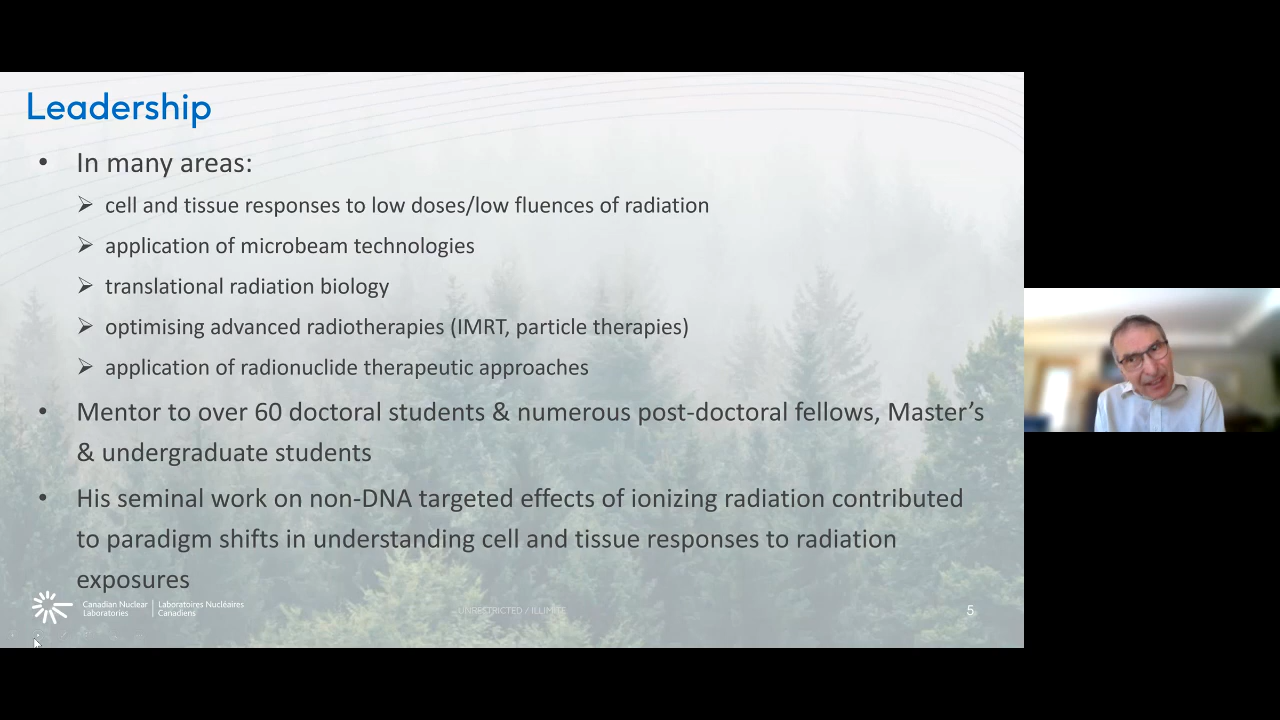 Leadership
• In many areas:
➢ cell and tissue responses to low doses/low fluences of radiation
➢ application of microbeam technologies
➢ translational radiation biology
➢ optimising advanced radiotherapies (IMRT, particle therapies)
➢ application of radionuclide therapeutic approaches
• Mentor to over 60 doctoral students & numerous post-doctoral fellows, Master’s
& undergraduate students
• His seminal work on non-DNA targeted effects of ionizing radiation contributed
to paradigm shifts in understanding cell and tissue responses to radiation
exposures
Canadian Nuclear | Laboratoires Nucléaires
Laboratories | Canadiens
UNRESTRICTED / ILLIMITÉ
5